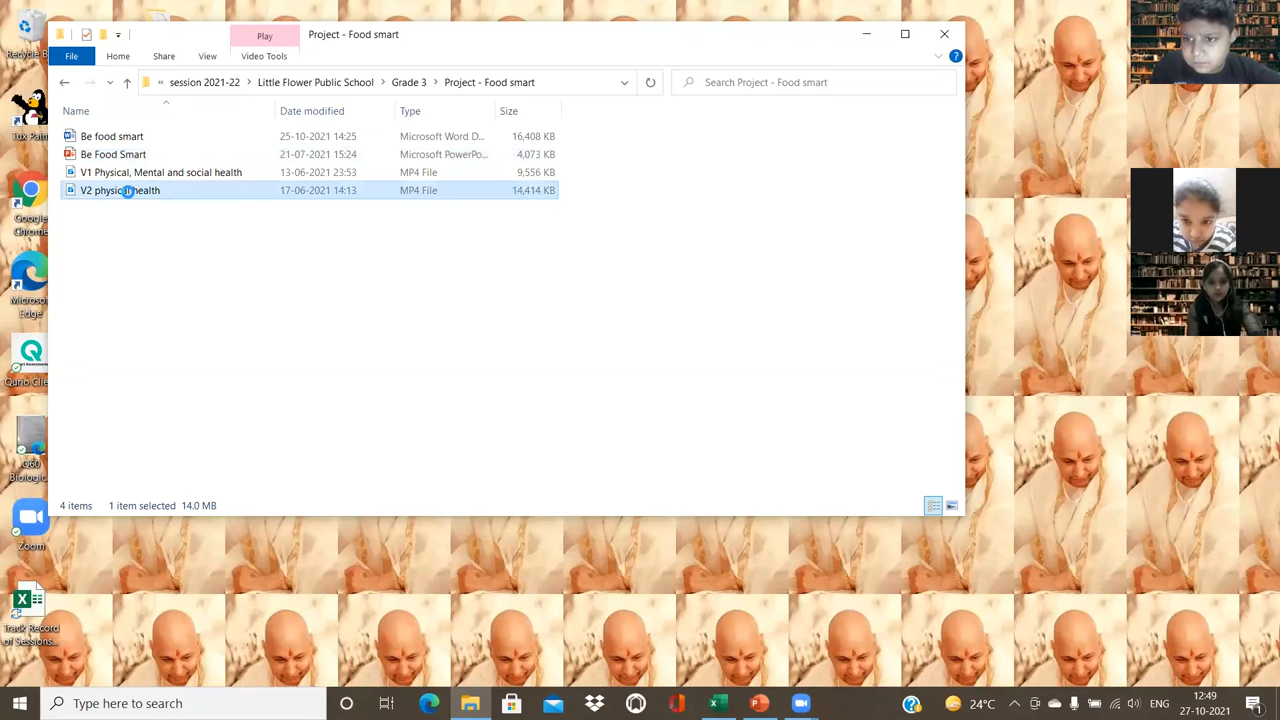 Play
Project - Food smart
File
Home
Share
View
Video Tools
« session 2021-22 > Little Flower Public School > Grade 3 > Project - Food smart
Search Project - Food smart
Name
Date modified
Type
Size
Be food smart
25-10-2021 14:25
Microsoft Word D...
16,408 KB
Be Food Smart
21-07-2021 15:24
Microsoft PowerPo...
4,073 KB
V1 Physical, Mental and social health
13-06-2021 23:53
MP4 File
9,556 KB
V2 physical health
17-06-2021 14:13
MP4 File
14,414 KB
4 items
1 item selected 14.0 MB
Recycle B
Tux Pain
Google
Chrome
Microsoft
Edge
Q60
Biologic
Zoom
Track Record
of Sessions...
Type here to search
24°C
ENG
12:49
27-10-2021
1